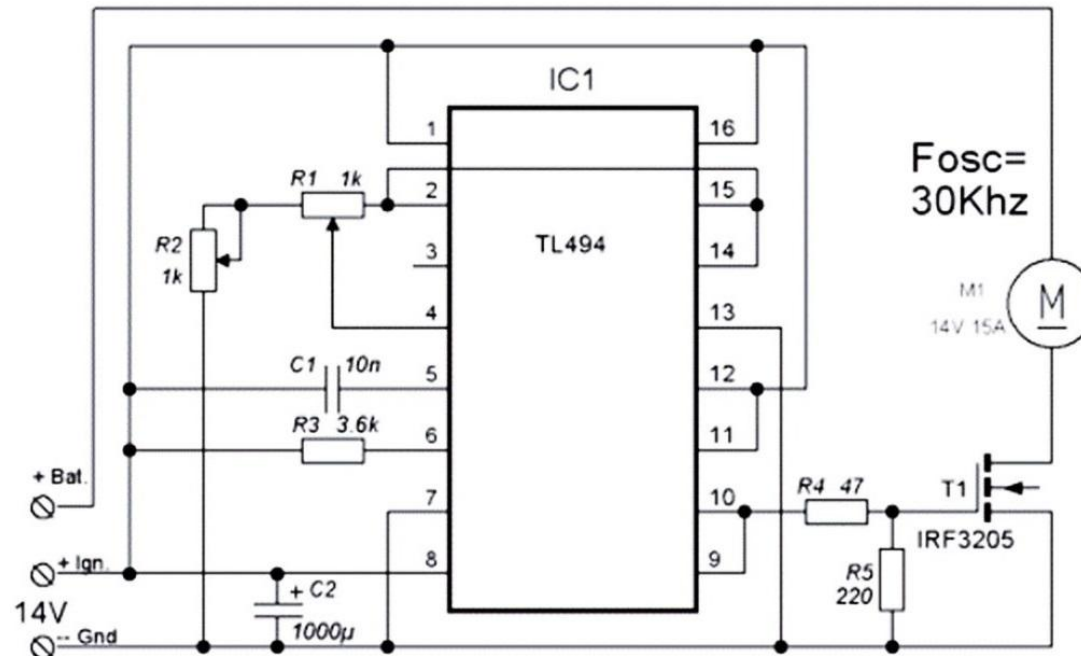 IC1
1
16
Fosc=
30Khz
R1 1k
2
15
R2
1k
TL494
3
14
M1
M
14V 15A
4
13
C1 10n
5
12
R3 3.6k
6
11
+ Bat.
7
10
R4 47
T1
IRF3205
+ Ign.
8
9
R5
220
+ C2
1000µ
14V
-- Gnd